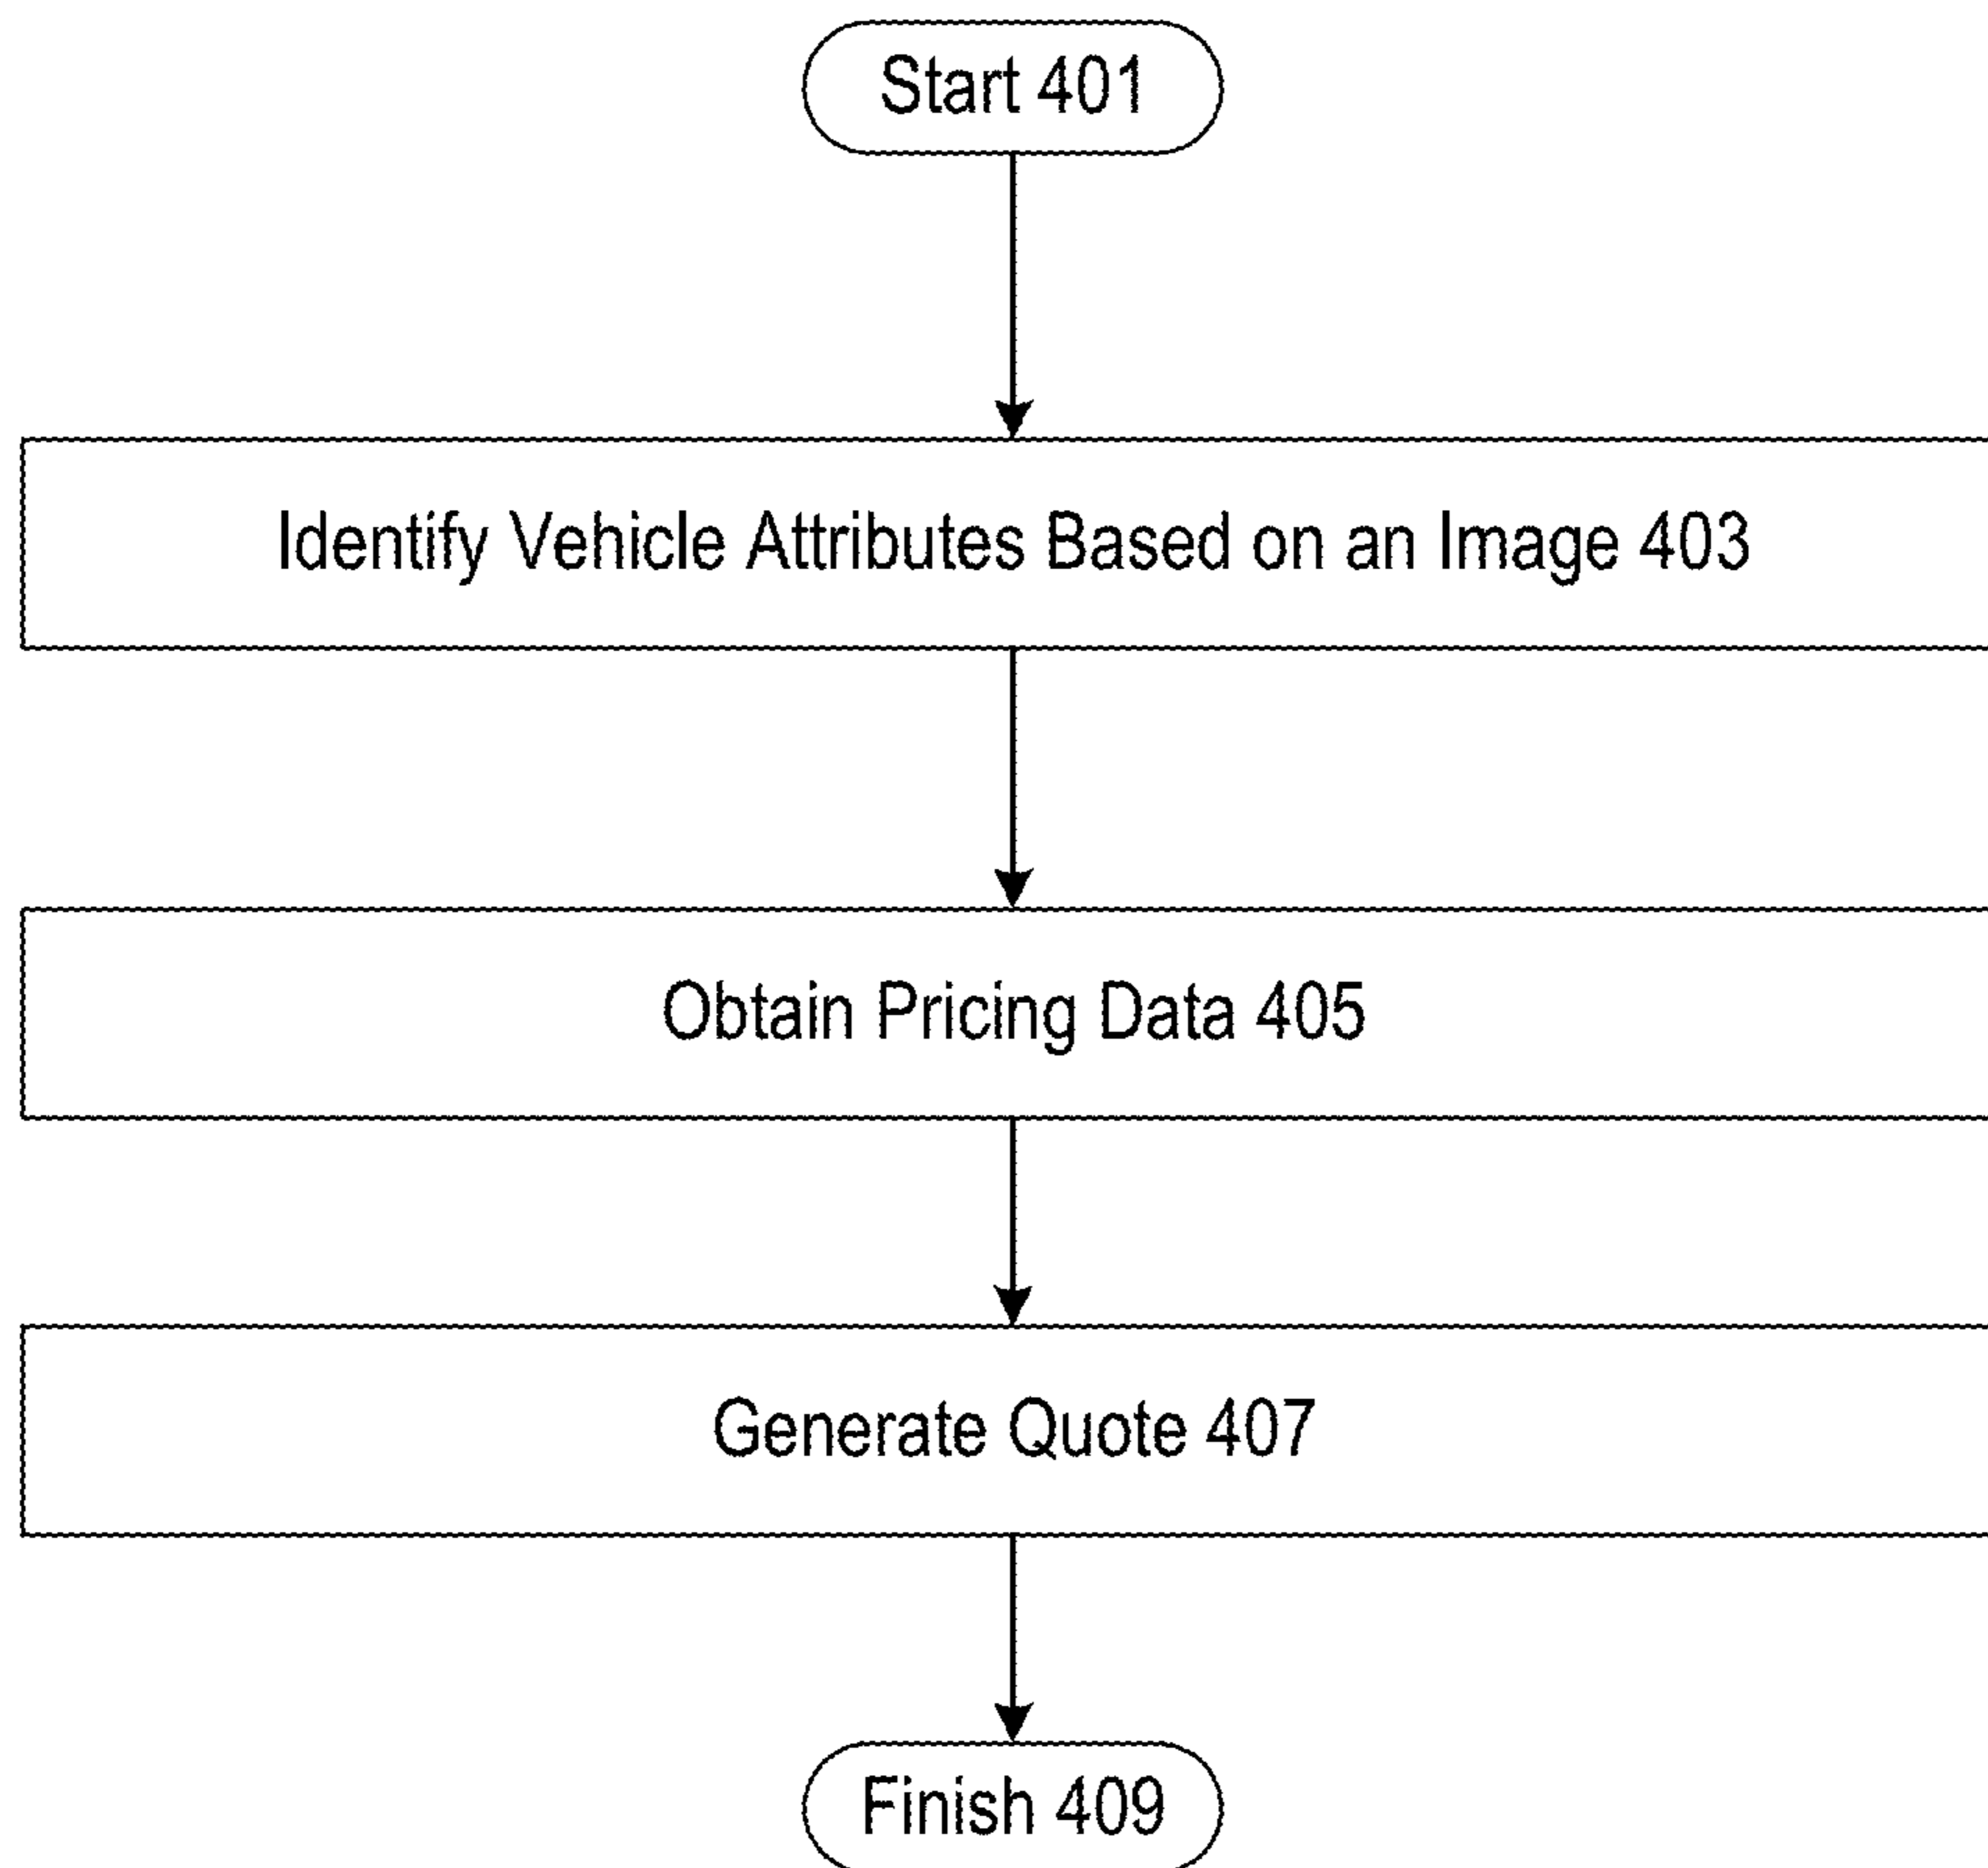 Start 401
Identify Vehicle Attributes Based on an Image 403
Obtain Pricing Data 405
Generate Quote 407
Finish 409